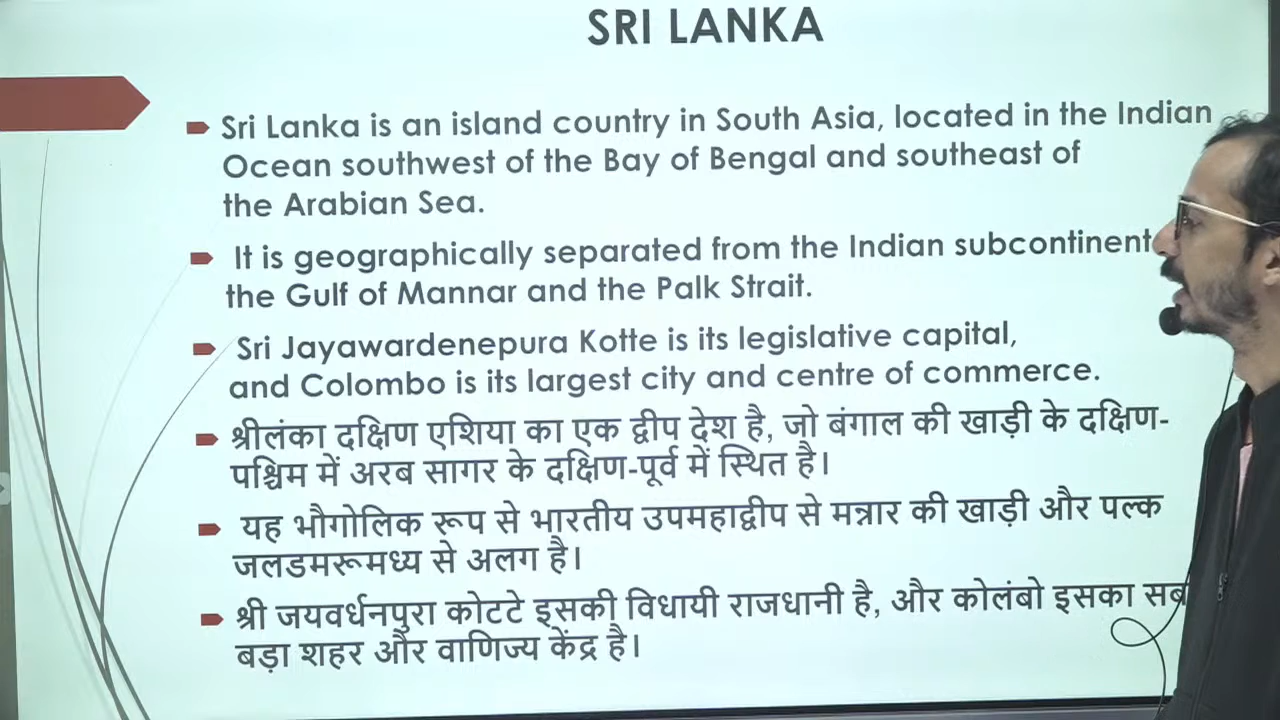 SRI LANKA
Sri Lanka is an island country in South Asia, located in the Indian
Ocean southwest of the Bay of Bengal and southeast of
the Arabian Sea.
It is geographically separated from the Indian subcontinent
the Gulf of Mannar and the Palk Strait.
Sri Jayawardenepura Kotte is its legislative capital,
and Colombo is its largest city and centre of commerce.
श्रीलंका दक्षिण एशिया का एक द्वीप देश है, जो बंगाल की खाड़ी के दक्षिण-
पश्चिम में अरब सागर के दक्षिण-पूर्व में स्थित है।
यह भौगोलिक रूप से भारतीय उपमहाद्वीप से मन्नार की खाड़ी और पल्क
जलडमरूमध्य से अलग है।
श्री जयवर्धनपुरा कोटटे इसकी विधायी राजधानी है, और कोलंबो इसका सब
बड़ा शहर और वाणिज्य केंद्र है।